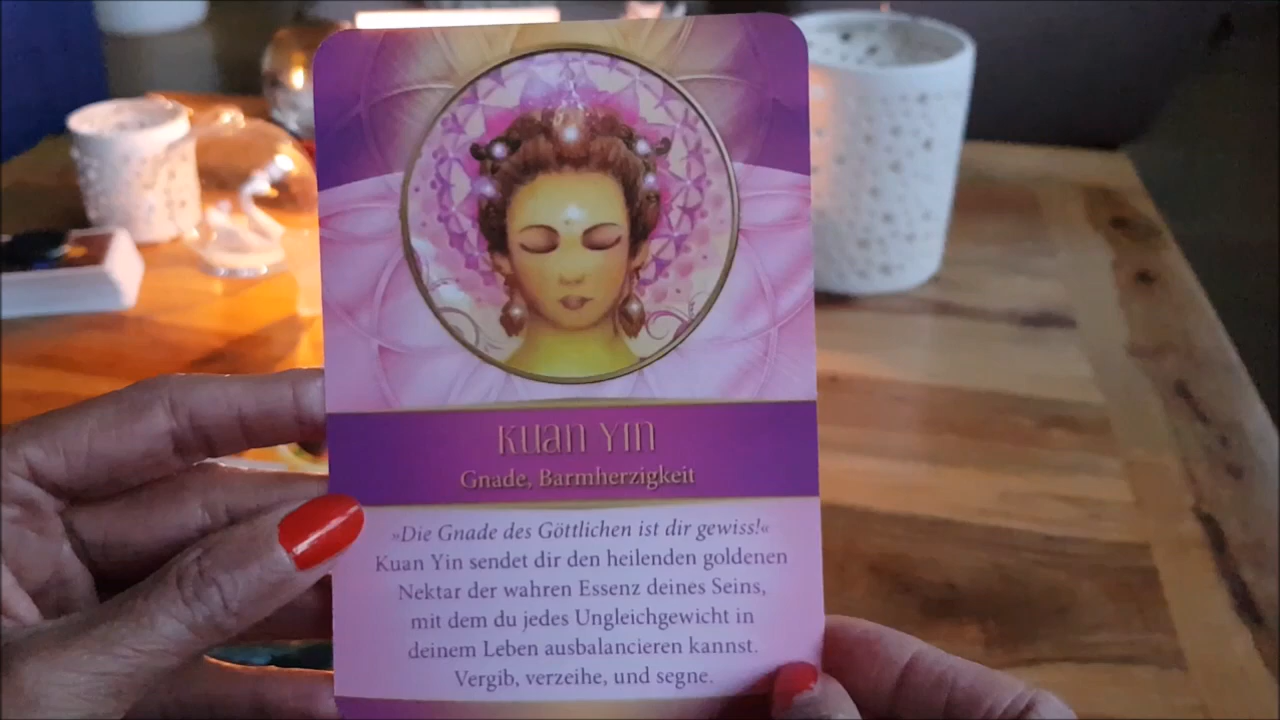 Kuan Yin
Gnade, Barmherzigkeit
»Die Gnade des Göttlichen ist dir gewiss!«
Kuan Yin sendet dir den heilenden goldenen
Nektar der wahren Essenz deines Seins,
mit dem du jedes Ungleichgewicht in
deinem Leben ausbalancieren kannst.
Vergib, verzeihe, und segne.